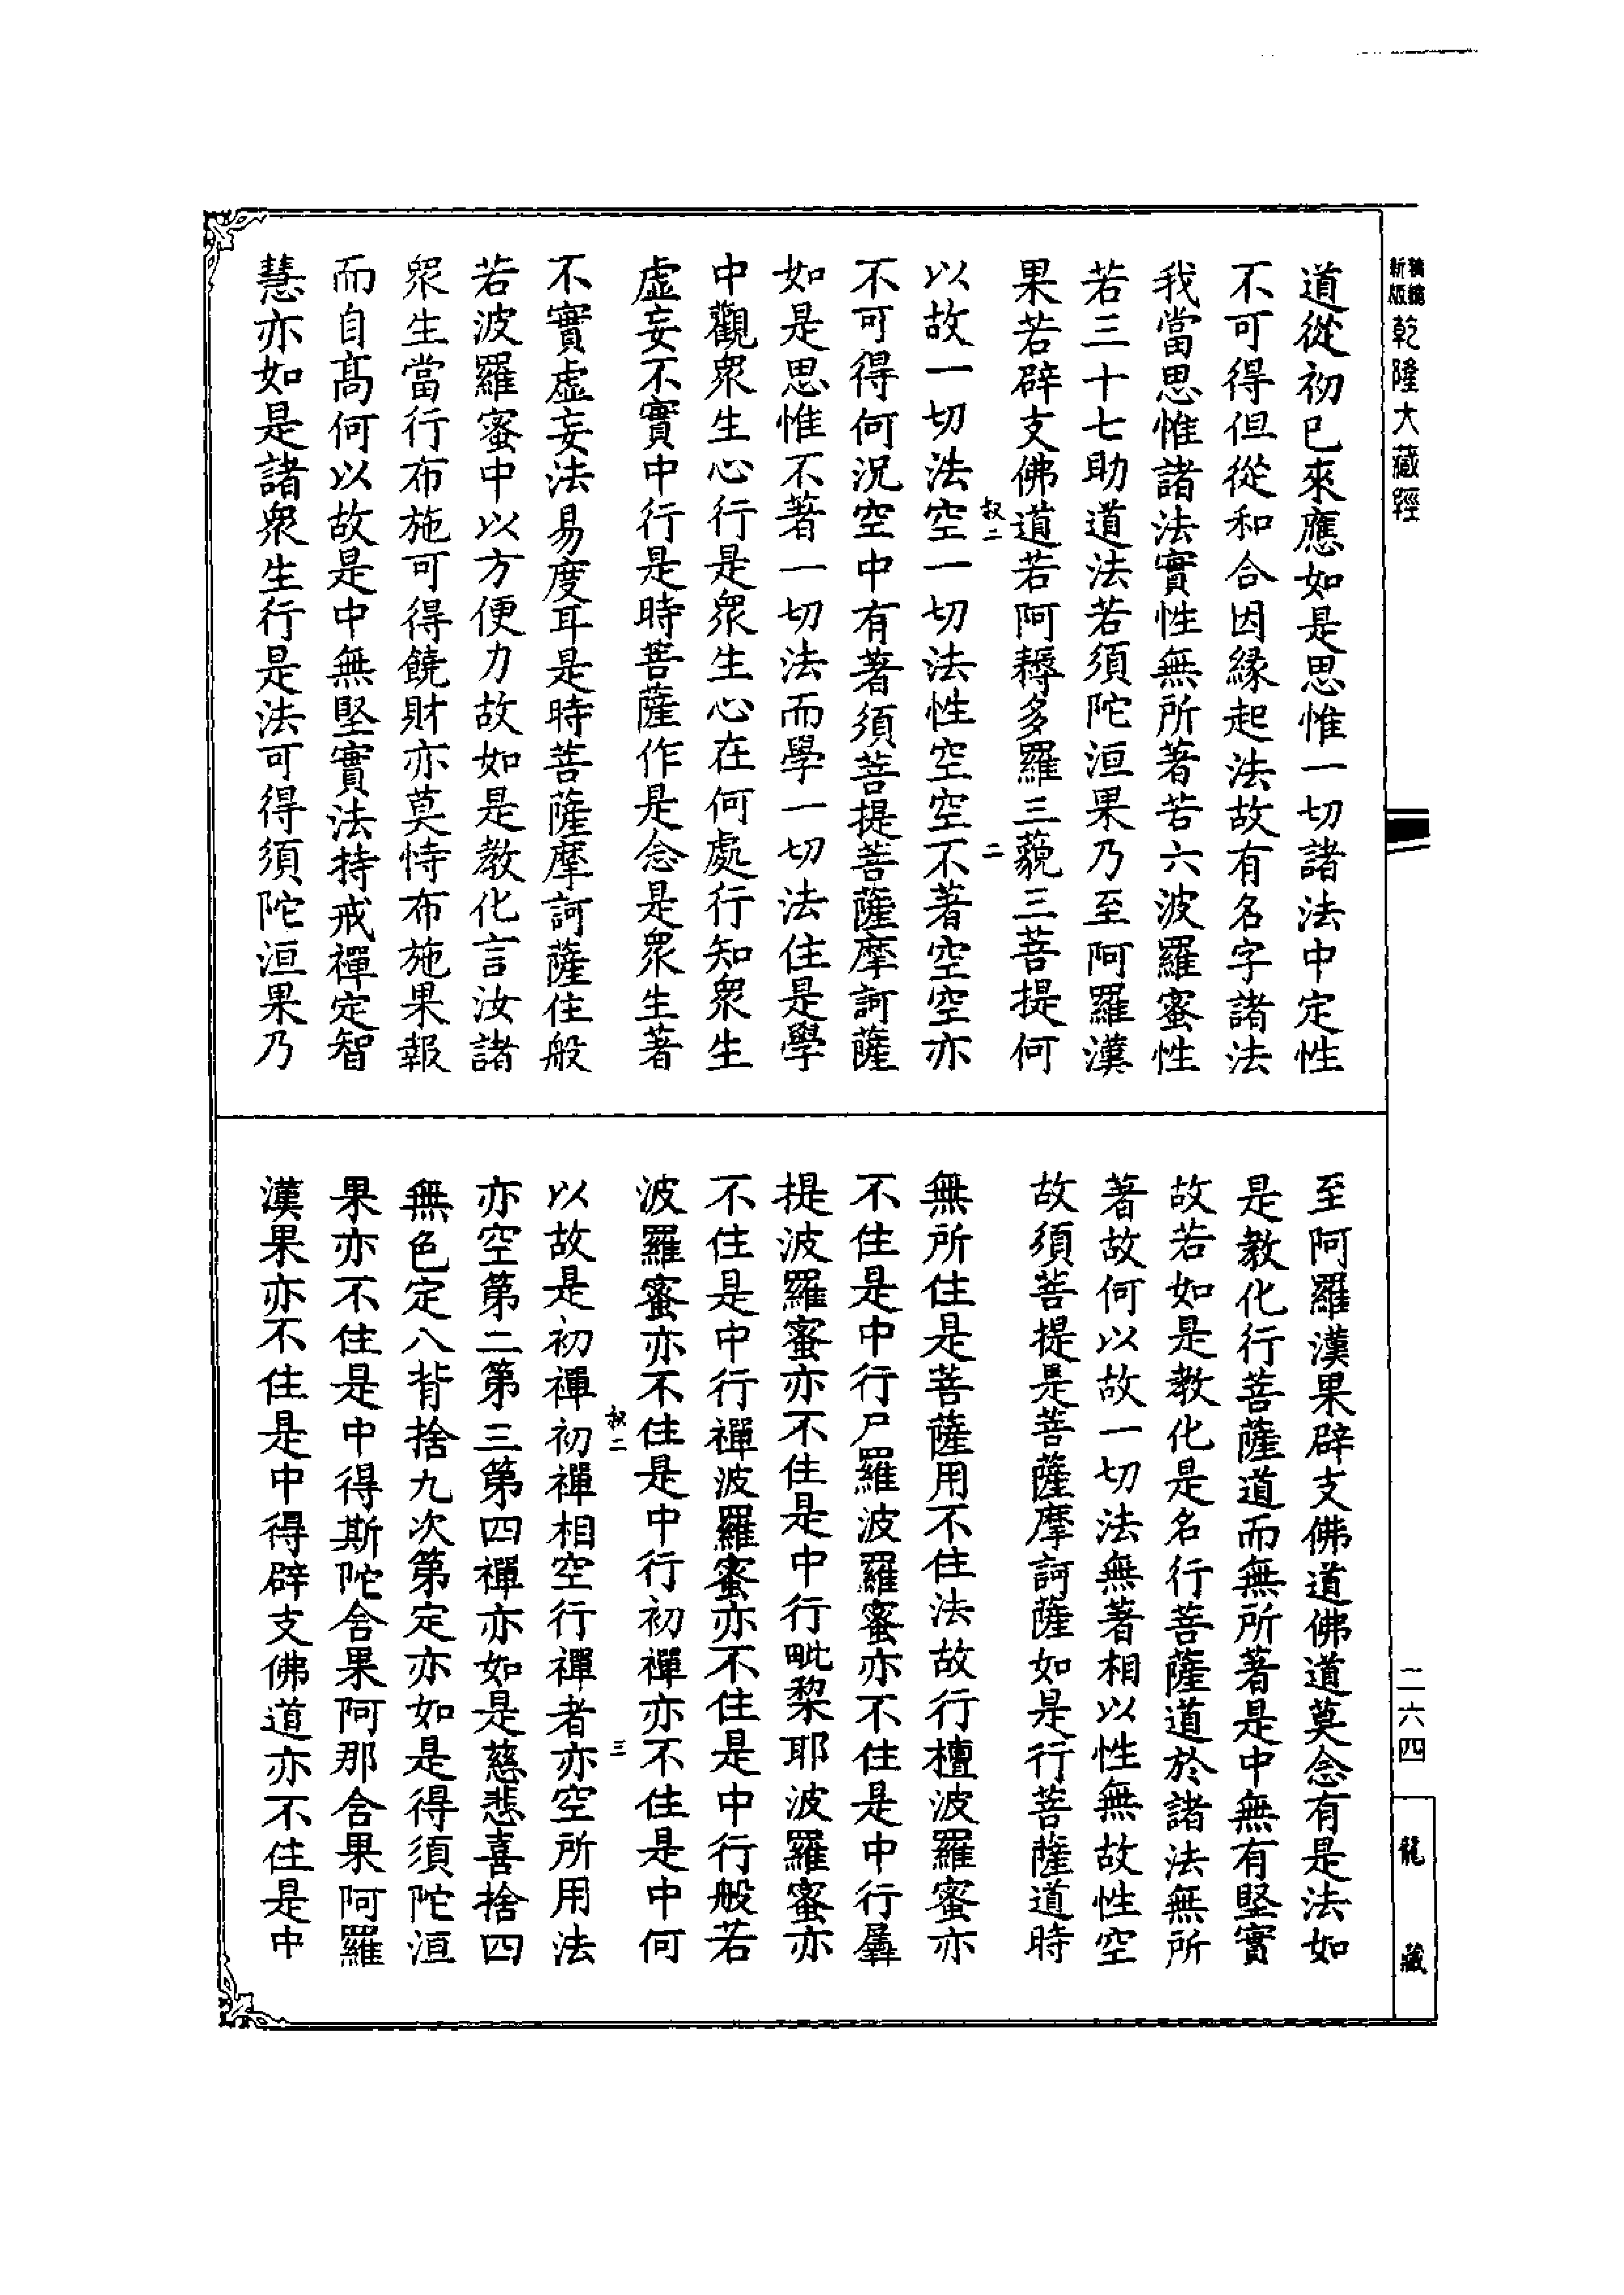 新版 精編 乾隆大藏經
道從初已來應如是思惟一切諸法中定性
不可得但從和合因緣起法故有名字諸法
我當思惟諸法實性無所著若六波羅蜜性
若三十七助道法若須陀洹果乃至阿羅漢
果若辟支佛道若阿耨多羅三藐三菩提何
叔二
二
以故一切法空一切法性空空不著空空亦
不可得何況空中有著須菩提菩薩摩訶薩
如是思惟不著一切法而學一切法住是學
中觀衆生心行是衆生心在何處行知衆生
虛妄不實中行是時菩薩作是念是衆生著
不實虛妄法易度耳是時菩薩摩訶薩住般
若波羅蜜中以方便力故如是教化言汝諸
衆生當行布施可得饒財亦莫恃布施果報
而自高何以故是中無堅實法持戒禪定智
慧亦如是諸衆生行是法可得須陀洹果乃
至阿羅漢果辟支佛道佛道莫念有是法如
是教化行菩薩道而無所著是中無有堅實
故若如是教化是名行菩薩道於諸法無所
著故何以故一切法無著相以性無故性空
故須菩提是菩薩摩訶薩如是行菩薩道時
無所住是菩薩用不住法故行檀波羅蜜亦
不住是中行尸羅波羅蜜亦不住是中行羼
提波羅蜜亦不住是中行毗梨耶波羅蜜亦
不住是中行禪波羅蜜亦不住是中行般若
波羅蜜亦不住是中行初禪亦不住是中何
叔二
三
以故是初禪初禪相空行禪者亦空所用法
亦空第二第三第四禪亦如是慈悲喜捨四
無色定八背捨九次第定亦如是得須陀洹
果亦不住是中得斯陀含果阿那含果阿羅
漢果亦不住是中得辟支佛道亦不住是中
二六四
龍藏